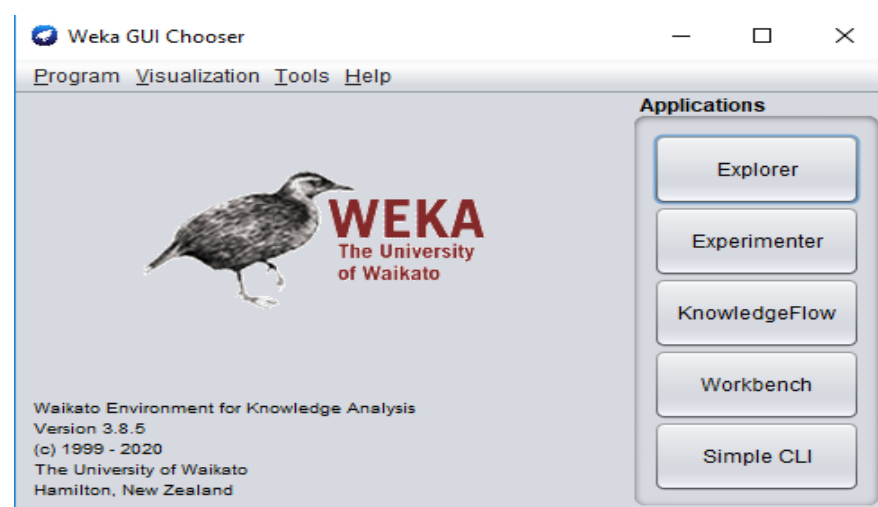 Weka GUI Chooser
Program Visualization Tools Help
Applications
Explorer
Experimenter
KnowledgeFlow
Workbench
Simple CLI
WEKA
The University
of Waikato
Waikato Environment for Knowledge Analysis
Version 3.8.5
(c) 1999 - 2020
The University of Waikato
Hamilton, New Zealand